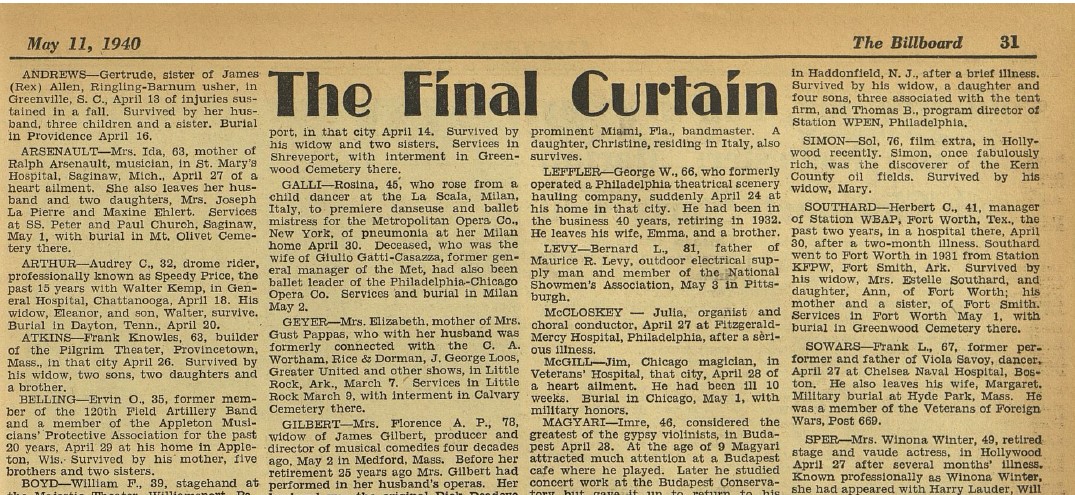 May 11, 1940
The Billboard 31
The Final Curtain
ANDREWS—Gertrude, sister of James
(Rex) Allen, Ringling-Barnum usher, in
Greenville, S. C., April 13 of injuries sus-
tained in a fall. Survived by her hus-
band, three children and a sister. Burial
in Providence April 16.
ARSENAULT—Mrs. Ida, 63, mother of
Ralph Arsenault, musician, in St. Mary's
Hospital, Saginaw, Mich., April 27 of a
heart ailment. She also leaves her hus-
band and two daughters, Mrs. Joseph
La Pierre and Maxine Ehlert. Services
at SS. Peter and Paul Church, Saginaw,
May 1, with burial in Mt. Olivet Ceme-
tery there.
ARTHUR—Audrey C., 32, drome rider,
professionally known as Speedy Price, the
past 15 years with Walter Kemp, in Gen-
eral Hospital, Chattanooga, April 18. His
widow, Eleanor, and son, Walter, survive.
Burial in Dayton, Tenn., April 20.
ATKINS—Frank Knowles, 63, builder
of the Pilgrim Theater, Provincetown,
Mass., in that city April 26. Survived by
his widow, two sons, two daughters and
a brother.
BELLING—Ervin O., 35, former mem-
ber of the 120th Field Artillery Band
and a member of the Appleton Musi-
cians' Protective Association for the past
20 years, April 29 at his home in Apple-
ton, Wis. Survived by his mother, five
brothers and two sisters.
BOYD—William F., 39, stagehand at
the Majestic Theater, Williamsport, Pa.
port, in that city April 14. Survived by
his widow and two sisters. Services in
Shreveport, with interment in Green-
wood Cemetery there.
GALLI—Rosina, 45, who rose from a
child dancer at the La Scala, Milan,
Italy, to premiere danseuse and ballet
mistress for the Metropolitan Opera Co.,
New York, of pneumonia at her Milan
home April 30. Deceased, who was the
wife of Giulio Gatti-Casazza, former gen-
eral manager of the Met, had also been
ballet leader of the Philadelphia-Chicago
Opera Co. Services and burial in Milan
May 2.
GEYER—Mrs. Elizabeth, mother of Mrs.
Gust Pappas, who with her husband was
formerly connected with the C. A.
Wortham, Rice & Dorman, J. George Loos,
Greater United and other shows, in Little
Rock, Ark., March 7. Services in Little
Rock March 9, with interment in Calvary
Cemetery there.
GILBERT—Mrs. Florence A. P., 78,
widow of James Gilbert, producer and
director of musical comedies four decades
ago, May 2 in Medford, Mass. Before her
retirement 25 years ago Mrs. Gilbert had
performed in her husband's operas. Her
prominent Miami, Fla., bandmaster. A
daughter, Christine, residing in Italy, also
survives.
LEFFLER—George W., 66, who formerly
operated a Philadelphia theatrical scenery
hauling company, suddenly April 24 at
his home in that city. He had been in
the business 40 years, retiring in 1932.
He leaves his wife, Emma, and a brother.
LEVY—Bernard L., 81, father of
Maurice R. Levy, outdoor electrical sup-
ply man and member of the National
Showmen's Association, May 3 in Pitts-
burgh.
McCLOSKEY — Julia, organist and
choral conductor, April 27 at Fitzgerald-
Mercy Hospital, Philadelphia, after a seri-
ous illness.
McGILL—Jim, Chicago magician, in
Veterans' Hospital, that city, April 28 of
a heart ailment. He had been ill 10
weeks. Burial in Chicago, May 1, with
military honors.
MAGYARI—Imre, 46, considered the
greatest of the gypsy violinists, in Buda-
pest April 28. At the age of 9 Magyari
attracted much attention at a Budapest
cafe where he played. Later he studied
concert work at the Budapest Conserva-
tory but gave it up to return to his
in Haddonfield, N. J., after a brief illness.
Survived by his widow, a daughter and
four sons, three associated with the tent
firm, and Thomas B., program director of
Station WPEN, Philadelphia.
SIMON—Sol, 76, film extra, in Holly-
wood recently. Simon, once fabulously
rich, was the discoverer of the Kern
County oil fields. Survived by his
widow, Mary.
SOUTHARD—Herbert C., 41, manager
of Station WBAP, Fort Worth, Tex., the
past two years, in a hospital there, April
30, after a two-month illness. Southard
went to Fort Worth in 1931 from Station
KFPW, Fort Smith, Ark. Survived by
his widow, Mrs. Estelle Southard, and
daughter, Ann, of Fort Worth; his
mother and a sister, of Fort Smith.
Services in Fort Worth May 1, with
burial in Greenwood Cemetery there.
SOWARS—Frank L., 67, former per-
former and father of Viola Savoy, dancer,
April 27 at Chelsea Naval Hospital, Bos-
ton. He also leaves his wife, Margaret.
Military burial at Hyde Park, Mass. He
was a member of the Veterans of Foreign
Wars, Post 669.
SPER—Mrs. Winona Winter, 49, retired
stage and vaude actress, in Hollywood
April 27 after several months' illness.
Known professionally as Winona Winter,
she had appeared with Harry Lauder, Will